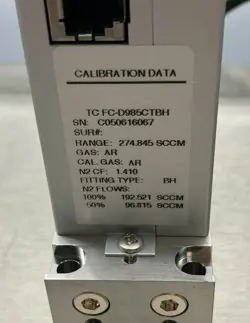 CALIBRATION DATA
TC FC-D985CTBH
SN: C050616067
SUR#:
RANGE: 274.845 SCCM
GAS: AR
CAL. GAS: AR
N2 CF: 1.410
FITTING TYPE: BH
N2 FLOWS:
100% 192.521 SCCM
50% 96.815 SCCM